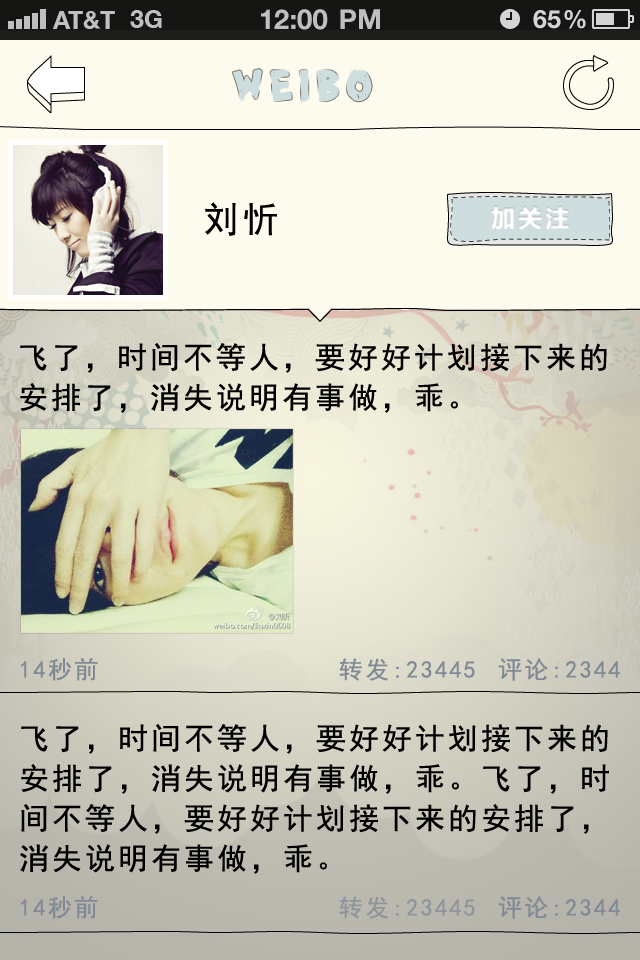 AT&T 3G 12:00 PM 65%
WEIBO
刘忻 加关注
飞了，时间不等人，要好好计划接下来的
安排了，消失说明有事做，乖。
@刘忻
weibo.com/liuxin0608
14秒前 转发:23445 评论:2344
飞了，时间不等人，要好好计划接下来的
安排了，消失说明有事做，乖。飞了，时
间不等人，要好好计划接下来的安排了，
消失说明有事做，乖。
14秒前 转发:23445 评论:2344